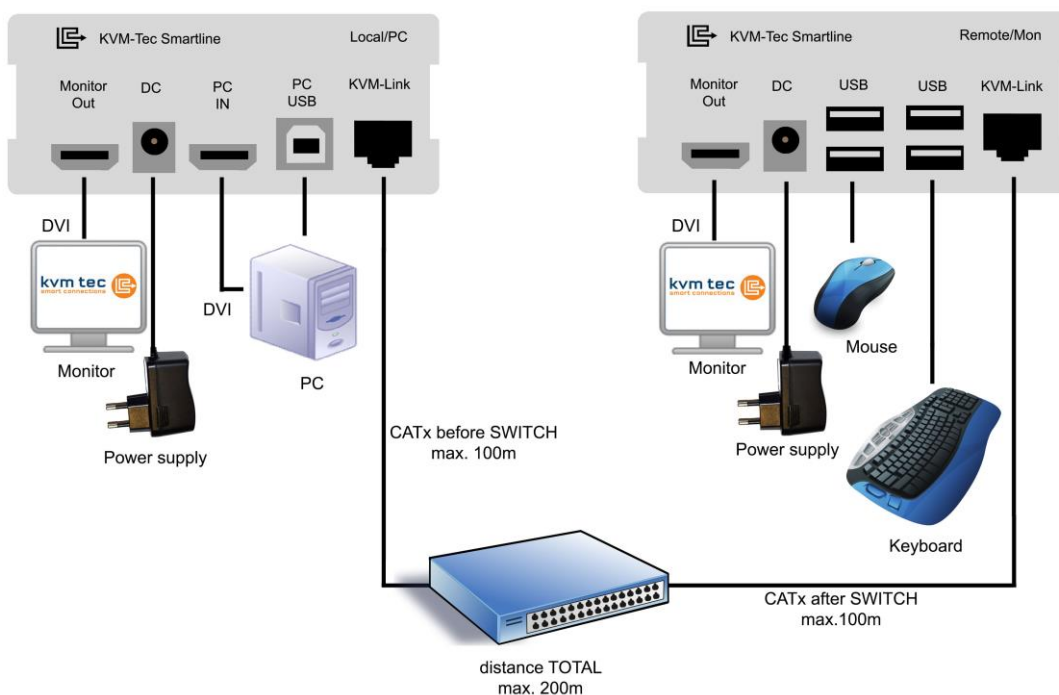 KVM-Tec Smartline
Local/PC
Monitor
Out
DC
PC
IN
PC
USB
KVM-Link
DVI
kvm tec
smart connections
Monitor
DVI
PC
Power supply
CATx before SWITCH
max. 100m
KVM-Tec Smartline
Remote/Mon
Monitor
Out
DC
USB
USB
KVM-Link
DVI
kvm tec
smart connections
Monitor
Mouse
Power supply
Keyboard
CATx after SWITCH
max.100m
distance TOTAL
max. 200m